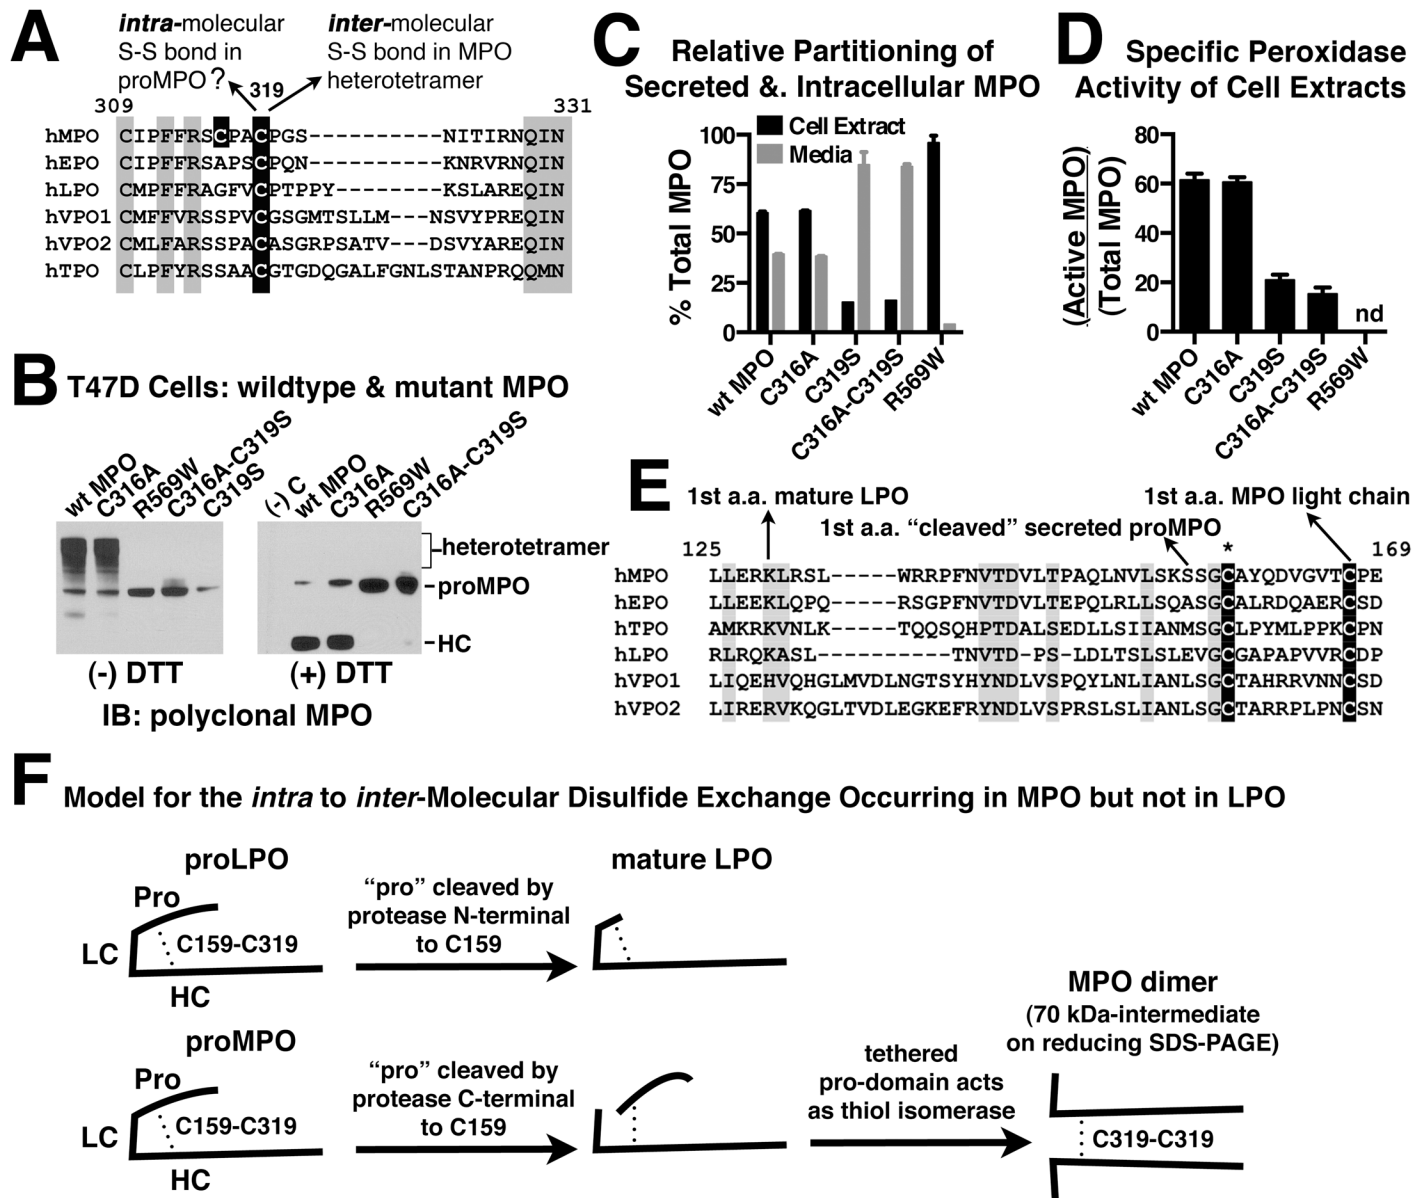 A
intra-molecular
S-S bond in
proMPO ?
inter-molecular
S-S bond in MPO
heterotetramer
309
319
331
hMPO CIPFFRSCPACPGS----------NITIRNQIN
hEPO CIPFFRSAPSCPQN----------KNRVRNQIN
hLPO CMPFFRAGFVCPTPPY--------KSLAREQIN
hVPO1 CMFFVRSSPVCGSGMTSLLM---NSVYPREQIN
hVPO2 CMLFARSSPACASGRPSATV---DSVYAREQIN
hTPO CLPFYRSSAACGTGDQGALFGNLSTANPRQQMN
B
T47D Cells: wildtype & mutant MPO
wt MPO
C316A
R569W
C316A-C319S
C319S
(-) C
wt MPO
C316A
R569W
C316A-C319S
heterotetramer
proMPO
HC
(-) DTT
(+) DTT
IB: polyclonal MPO
C
Relative Partitioning of
Secreted &. Intracellular MPO
% Total MPO
100
75
50
25
0
Cell Extract
Media
wt MPO
C316A
C319S
C316A-C319S
R569W
D
Specific Peroxidase
Activity of Cell Extracts
(Active MPO)
(Total MPO)
80
60
40
20
0
nd
wt MPO
C316A
C319S
C316A-C319S
R569W
E
1st a.a. mature LPO
1st a.a. MPO light chain
1st a.a. “cleaved” secreted proMPO
125
*
169
hMPO LLERKLRSL-----WRRPFNVTDVLTPAQLNVLSKSSGCAYQDVGVTCPE
hEPO LLEEKLQPQ-----RSGPFNVTDVLTEPQLRLLSQASGCALRDQAERCSD
hTPO AMKRKVNLK-----TQQSQHPTDALSEDLLSIIANMSGCLPYMLPPKCPN
hLPO RLRQKASL----------TNVTD-PS-LDLTSLSLEVGCGAPAPVVRCDP
hVPO1 LIQEHVQHGLMVDLNGTSYHYNDLVSPQYLNLIANLSGCTAHRRVNNCSD
hVPO2 LIRERVKQGLTVDLEGKEFRYNDLVSPRSLSLIANLSGCTARRPLPNCSN
F
Model for the intra to inter-Molecular Disulfide Exchange Occurring in MPO but not in LPO
proLPO
Pro
LC
C159-C319
HC
“pro” cleaved by
protease N-terminal
to C159
mature LPO
proMPO
Pro
LC
C159-C319
HC
“pro” cleaved by
protease C-terminal
to C159
tethered
pro-domain acts
as thiol isomerase
MPO dimer
(70 kDa-intermediate
on reducing SDS-PAGE)
C319-C319